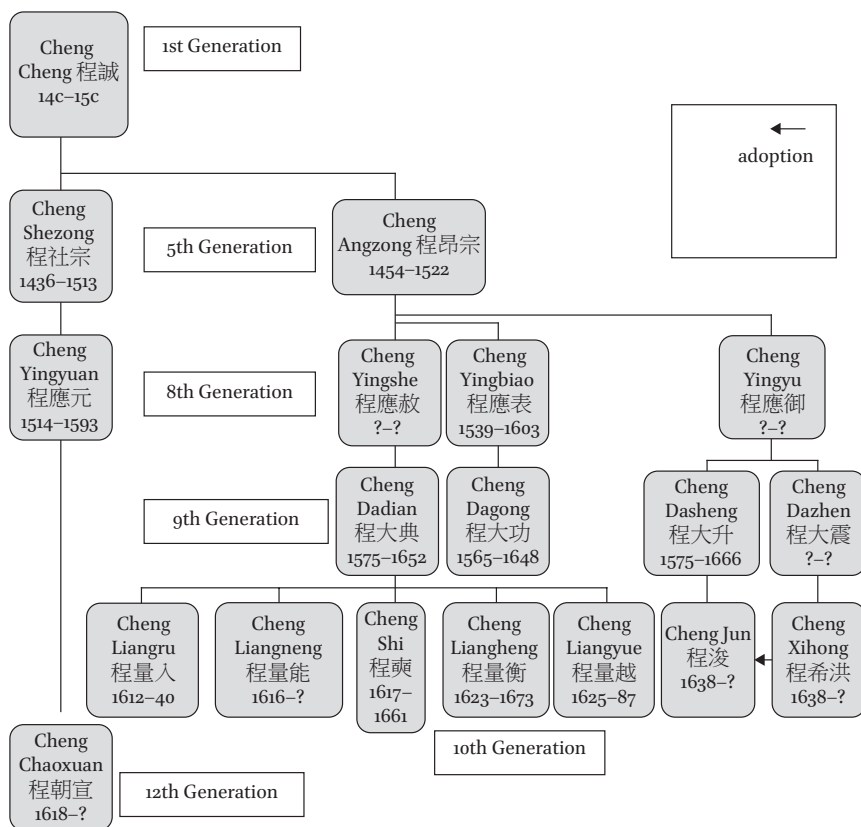 Cheng
Cheng 程誠
14c–15c
1st Generation
adoption
Cheng
Shezong
程社宗
1436–1513
5th Generation
Cheng
Angzong 程昂宗
1454–1522
Cheng
Yingyuan
程應元
1514–1593
8th Generation
Cheng
Yingshe
程應赦
?–?
Cheng
Yingbiao
程應表
1539–1603
Cheng
Yingyu
程應御
?–?
9th Generation
Cheng
Dadian
程大典
1575–1652
Cheng
Dagong
程大功
1565–1648
Cheng
Dasheng
程大升
1575–1666
Cheng
Dazhen
程大震
?–?
Cheng
Liangru
程量入
1612–40
Cheng
Liangneng
程量能
1616–?
Cheng
Shi
程奭
1617–
1661
Cheng
Liangheng
程量衡
1623–1673
Cheng
Liangyue
程量越
1625–87
Cheng Jun
程浚
1638–?
Cheng
Xihong
程希洪
1638–?
10th Generation
Cheng
Chaoxuan
程朝宣
1618–?
12th Generation